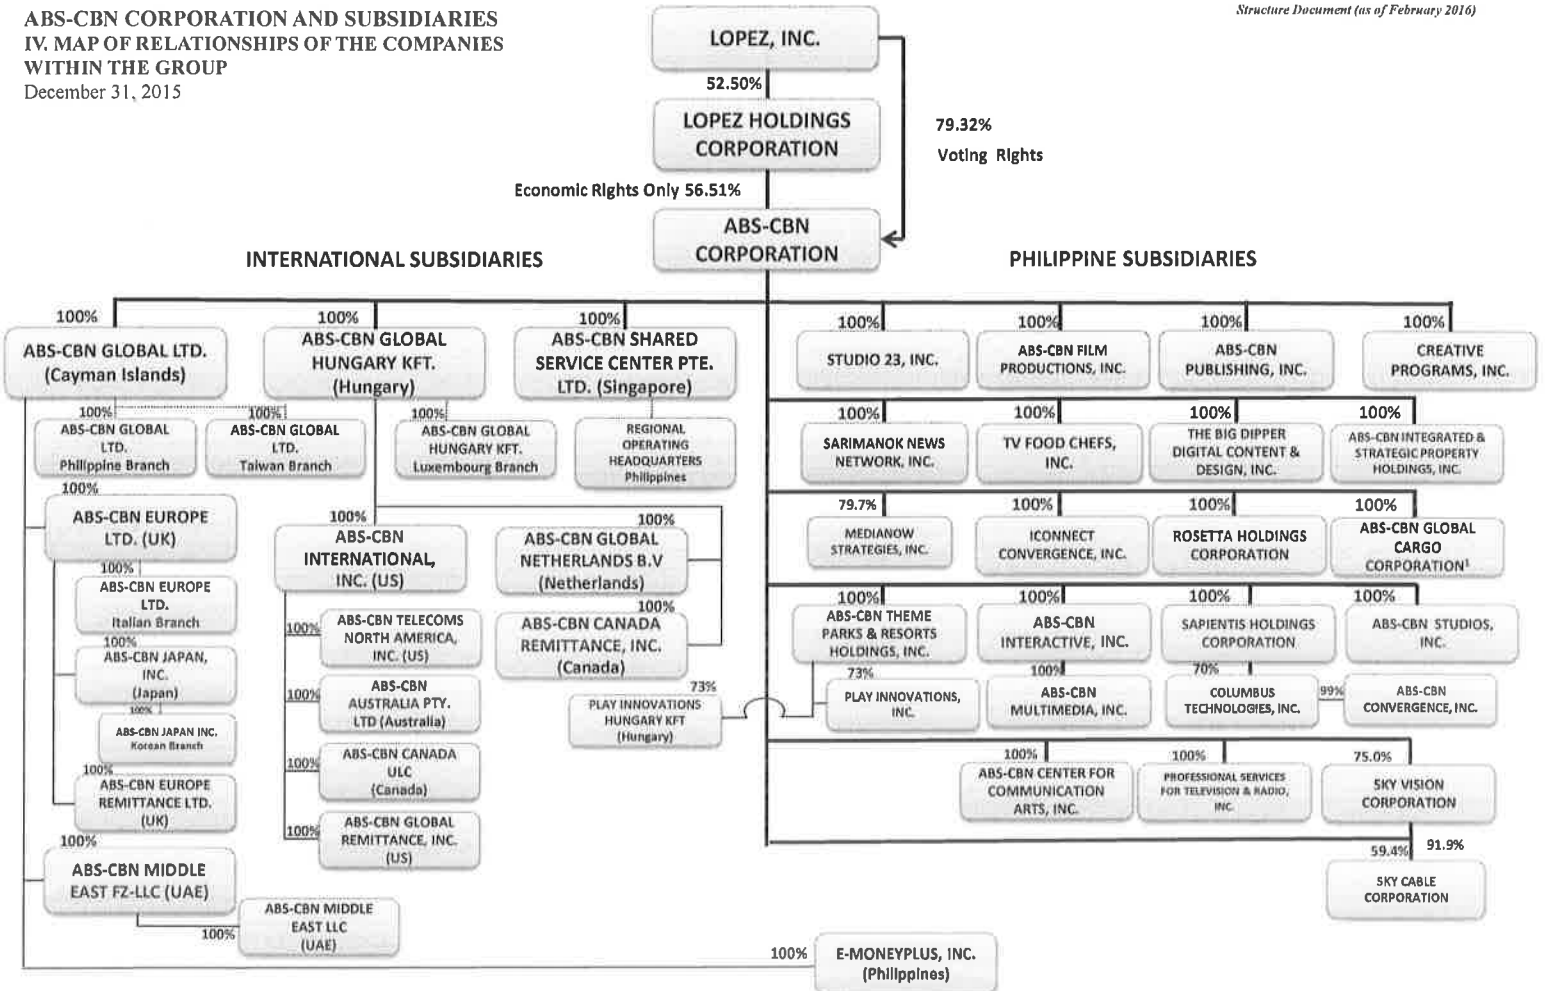 ABS-CBN CORPORATION AND SUBSIDIARIES
IV. MAP OF RELATIONSHIPS OF THE COMPANIES
WITHIN THE GROUP
December 31, 2015
Structure Document (as of February 2016)
LOPEZ, INC.
52.50%
LOPEZ HOLDINGS
CORPORATION
79.32%
Voting Rights
Economic Rights Only 56.51%
ABS-CBN
CORPORATION
INTERNATIONAL SUBSIDIARIES
PHILIPPINE SUBSIDIARIES
100%
ABS-CBN GLOBAL LTD.
(Cayman Islands)
100%
ABS-CBN GLOBAL
HUNGARY KFT.
(Hungary)
100%
ABS-CBN SHARED
SERVICE CENTER PTE.
LTD. (Singapore)
100%
ABS-CBN GLOBAL
LTD.
Philippine Branch
100%
ABS-CBN GLOBAL
LTD.
Taiwan Branch
100%
ABS-CBN GLOBAL
HUNGARY KFT.
Luxembourg Branch
REGIONAL
OPERATING
HEADQUARTERS
Philippines
100%
ABS-CBN EUROPE
LTD. (UK)
100%
ABS-CBN EUROPE
LTD.
Italian Branch
100%
ABS-CBN JAPAN,
INC.
(Japan)
100%
ABS-CBN JAPAN INC.
Korean Branch
100%
ABS-CBN EUROPE
REMITTANCE LTD.
(UK)
100%
ABS-CBN MIDDLE
EAST FZ-LLC (UAE)
100%
ABS-CBN MIDDLE
EAST LLC
(UAE)
100%
E-MONEYPLUS, INC.
(Philippines)
100%
ABS-CBN
INTERNATIONAL,
INC. (US)
100%
ABS-CBN TELECOMS
NORTH AMERICA,
INC. (US)
100%
ABS-CBN
AUSTRALIA PTY.
LTD (Australia)
100%
ABS-CBN CANADA
ULC
(Canada)
100%
ABS-CBN GLOBAL
REMITTANCE, INC.
(US)
100%
ABS-CBN GLOBAL
NETHERLANDS B.V
(Netherlands)
100%
ABS-CBN CANADA
REMITTANCE, INC.
(Canada)
73%
PLAY INNOVATIONS
HUNGARY KFT
(Hungary)
100%
STUDIO 23, INC.
100%
ABS-CBN FILM
PRODUCTIONS, INC.
100%
ABS-CBN
PUBLISHING, INC.
100%
CREATIVE
PROGRAMS, INC.
100%
SARIMANOK NEWS
NETWORK, INC.
100%
TV FOOD CHEFS,
INC.
100%
THE BIG DIPPER
DIGITAL CONTENT &
DESIGN, INC.
100%
ABS-CBN INTEGRATED &
STRATEGIC PROPERTY
HOLDINGS, INC.
79.7%
MEDIANOW
STRATEGIES, INC.
100%
ICONNECT
CONVERGENCE, INC.
100%
ROSETTA HOLDINGS
CORPORATION
100%
ABS-CBN GLOBAL
CARGO
CORPORATION¹
100%
ABS-CBN THEME
PARKS & RESORTS
HOLDINGS, INC.
100%
ABS-CBN
INTERACTIVE, INC.
100%
SAPIENTIS HOLDINGS
CORPORATION
100%
ABS-CBN STUDIOS,
INC.
73%
PLAY INNOVATIONS,
INC.
100%
ABS-CBN
MULTIMEDIA, INC.
70%
COLUMBUS
TECHNOLOGIES, INC.
99%
ABS-CBN
CONVERGENCE, INC.
100%
ABS-CBN CENTER FOR
COMMUNICATION
ARTS, INC.
100%
PROFESSIONAL SERVICES
FOR TELEVISION & RADIO,
INC.
75.0%
SKY VISION
CORPORATION
59.4%
91.9%
SKY CABLE
CORPORATION